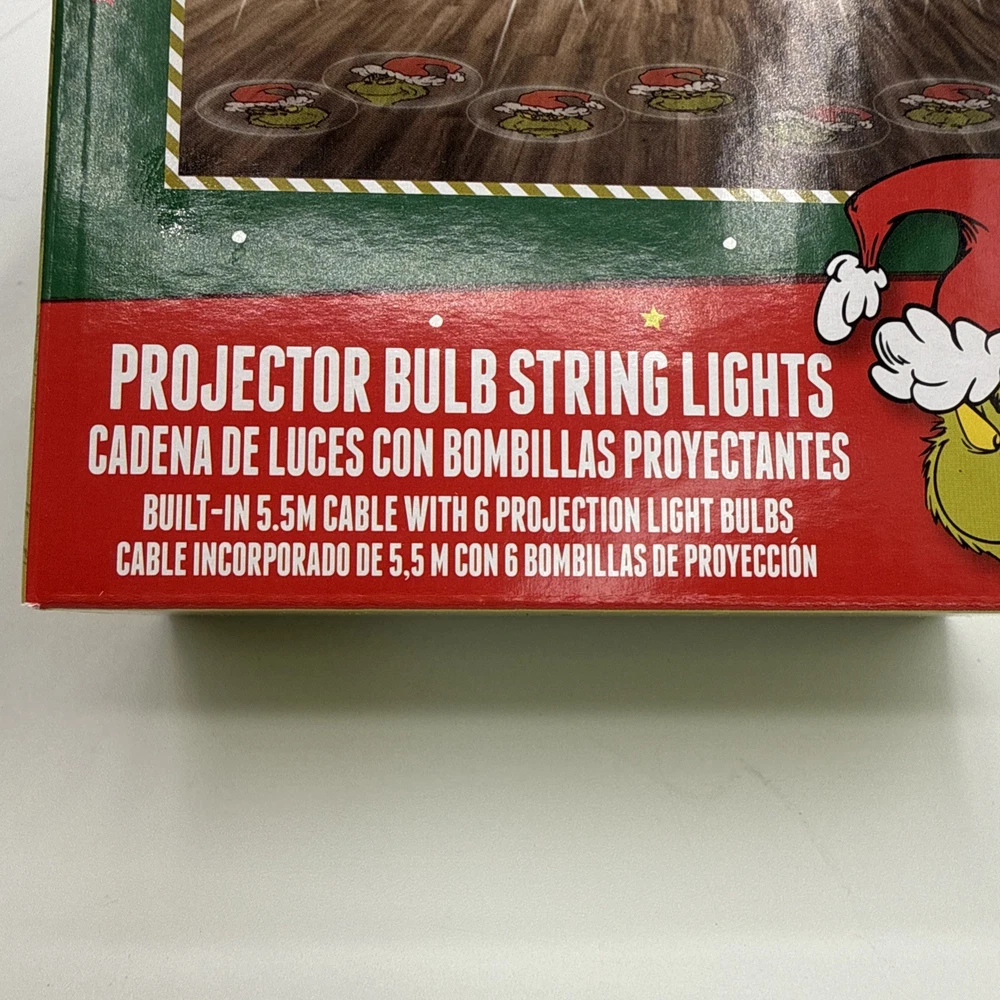 PROJECTOR BULB STRING LIGHTS
CADENA DE LUCES CON BOMBILLAS PROYECTANTES
BUILT-IN 5.5M CABLE WITH 6 PROJECTION LIGHT BULBS
CABLE INCORPORADO DE 5,5 M CON 6 BOMBILLAS DE PROYECCIÓN